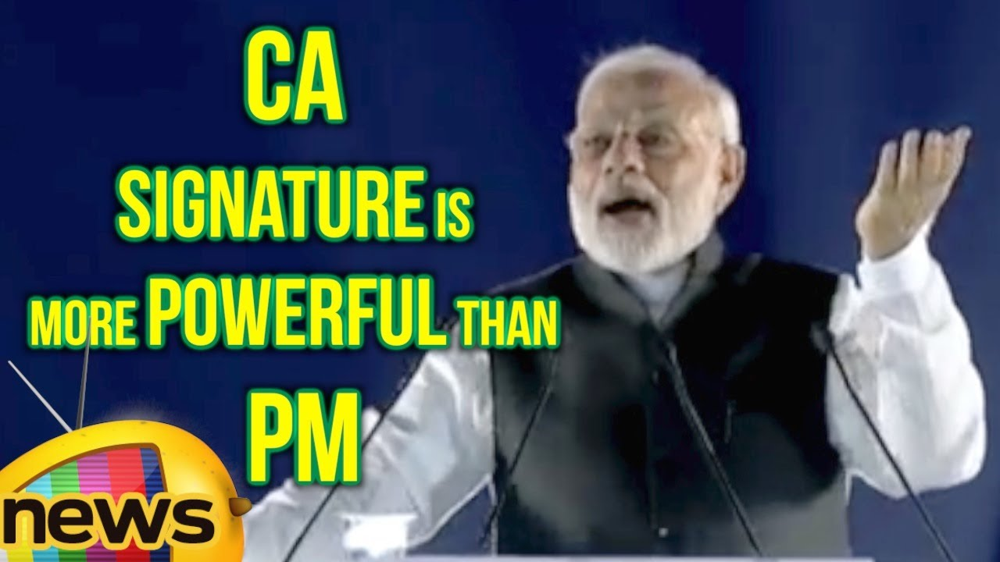 CA
SIGNATURE IS
MORE POWERFUL THAN
PM
news